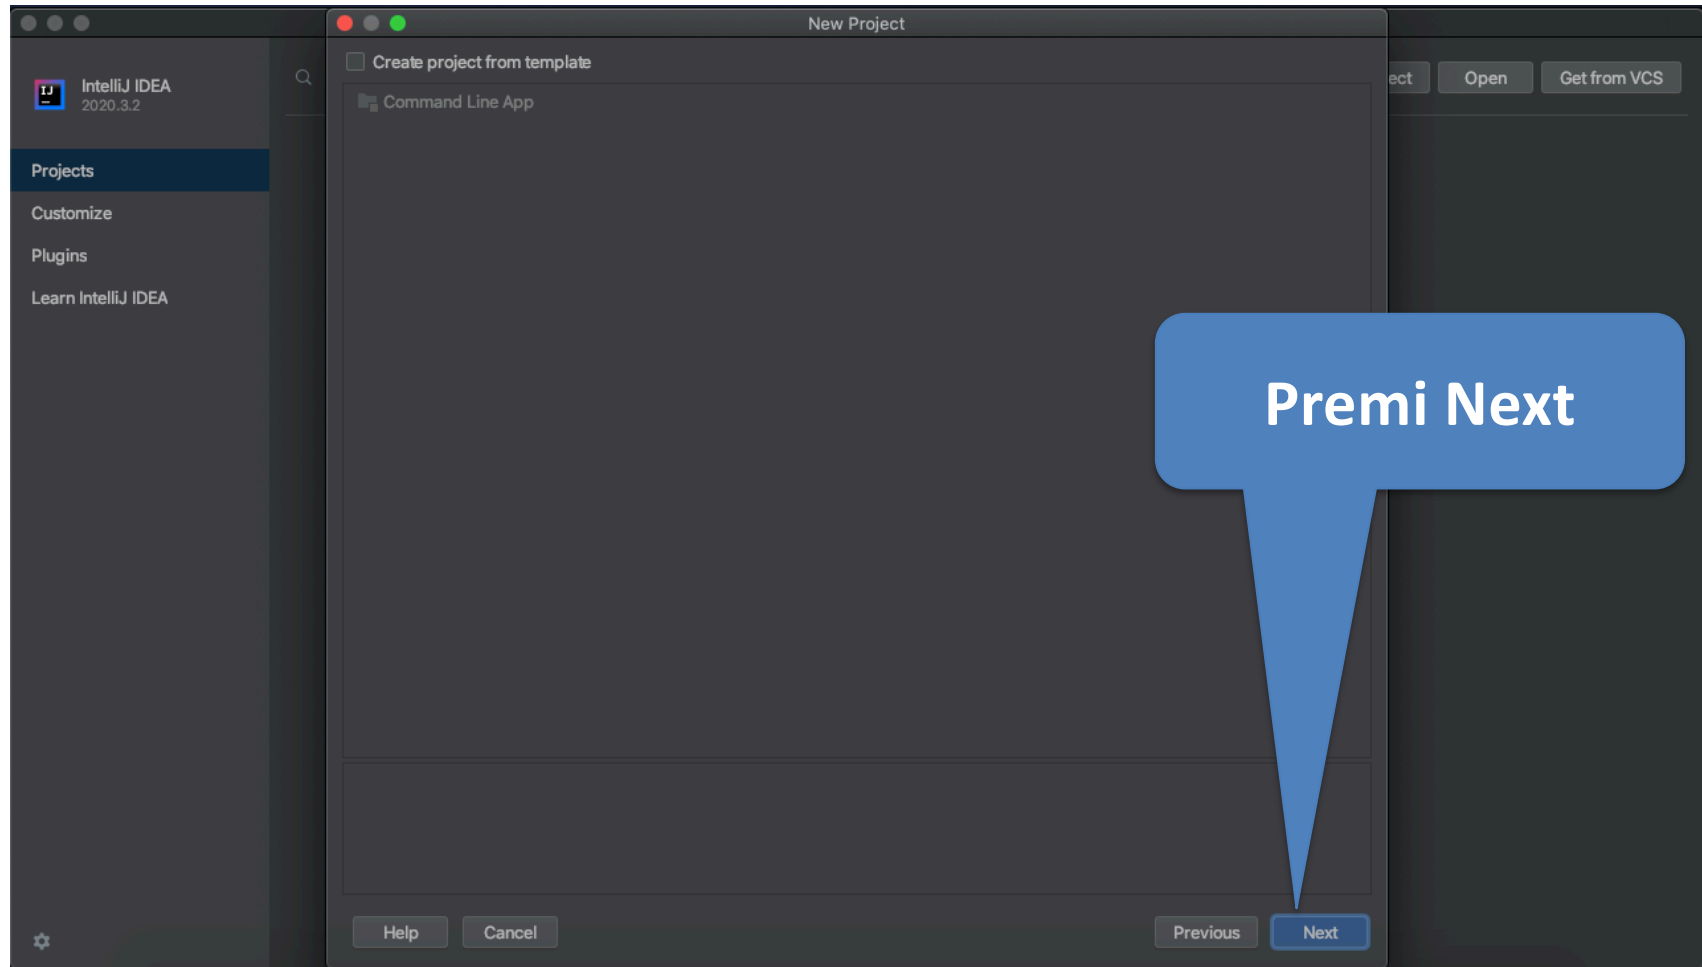 New Project
Create project from template
Command Line App
IntelliJ IDEA
2020.3.2
ect
Open
Get from VCS
Projects
Customize
Plugins
Learn IntelliJ IDEA
Premi Next
Help
Cancel
Previous
Next